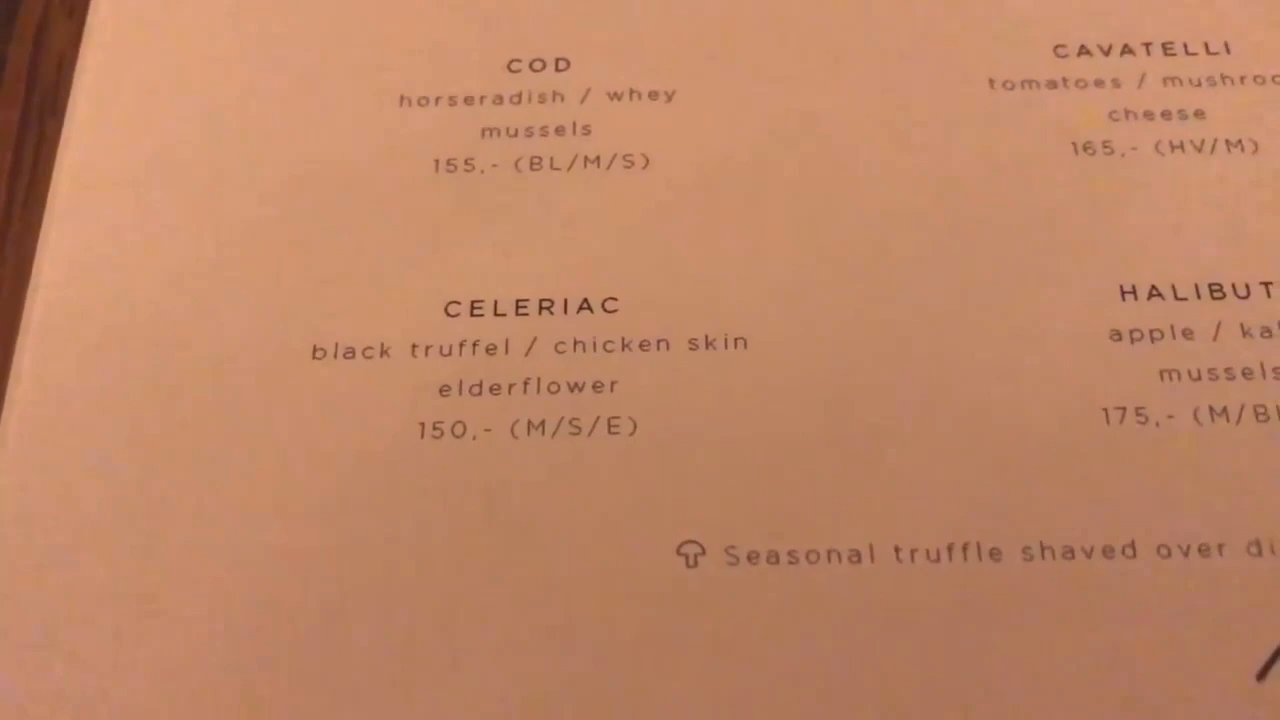 COD
horseradish / whey
mussels
155,- (BL/M/S)
CAVATELLI
tomatoes /
cheese
165,- (HV/M)
CELERIAC
black truffel / chicken skin
elderflower
150,- (M/S/E)
HALIBUT
apple /
mussels
175,- (M/
Seasonal truffle shaved over